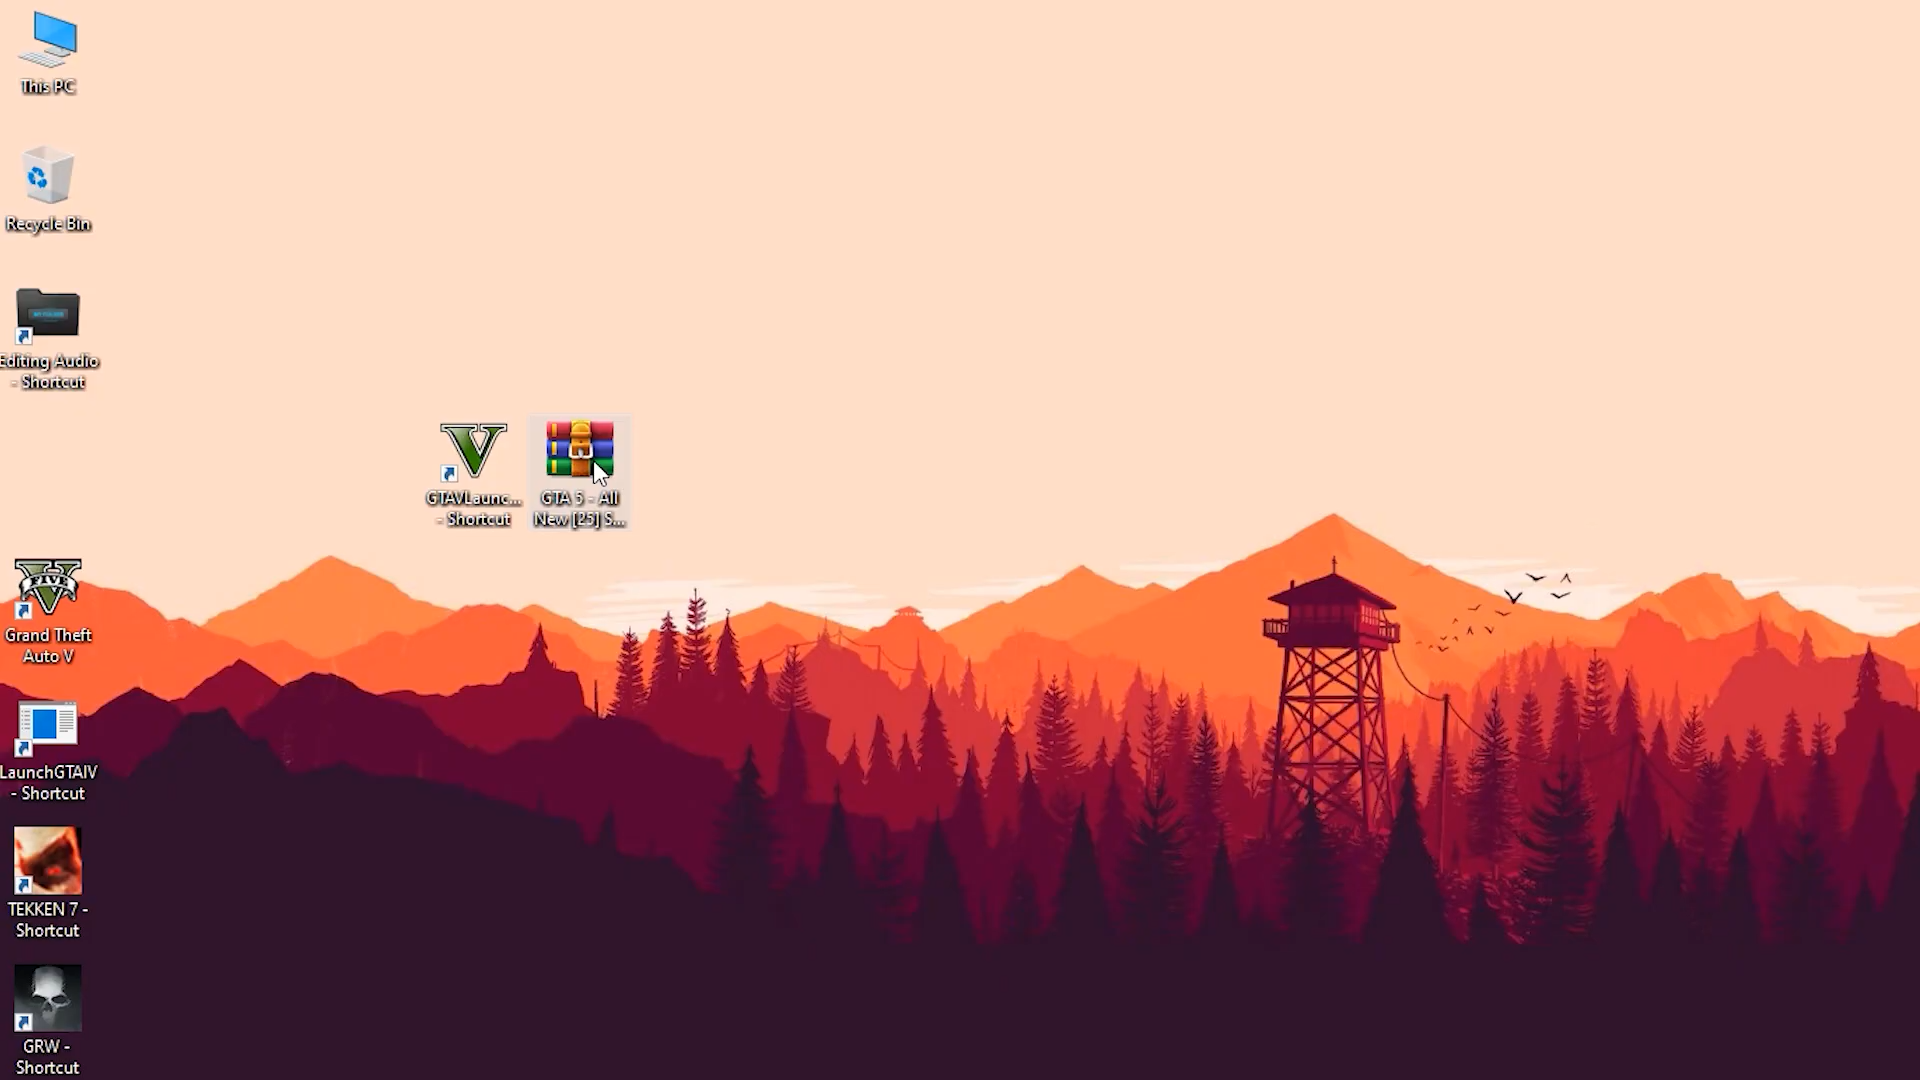 This PC
Recycle Bin
Editing Audio
- Shortcut
GTAVLaunc...
- Shortcut
GTA 5 - All
New [25] S...
FIVE
Grand Theft
Auto V
LaunchGTAIV
- Shortcut
TEKKEN 7 -
Shortcut
GRW -
Shortcut